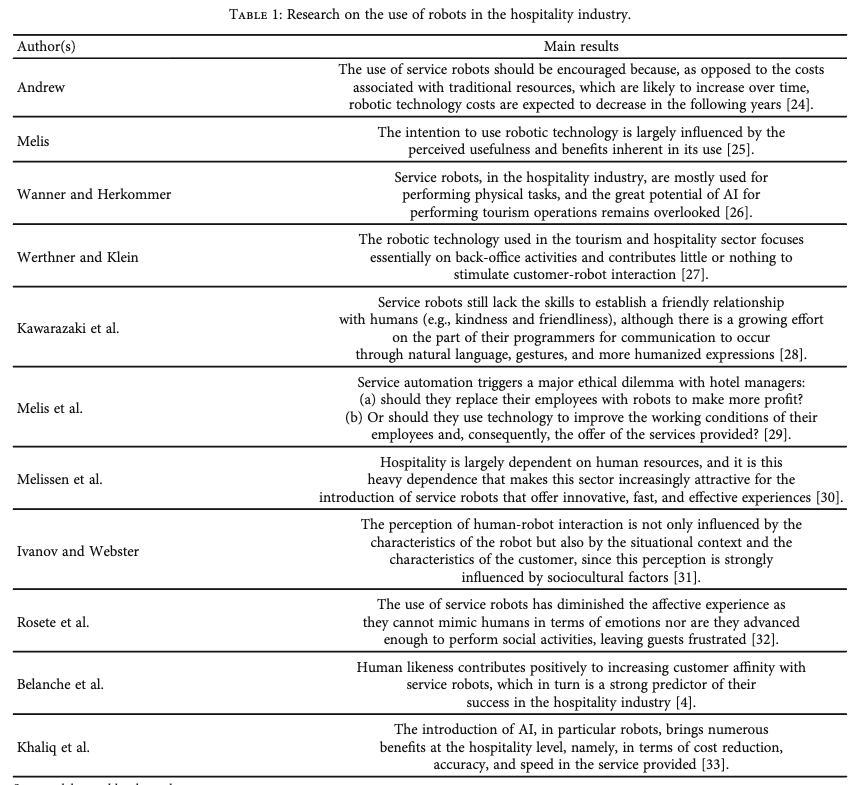 TABLE 1: Research on the use of robots in the hospitality industry.
Author(s) Main results
Andrew
The use of service robots should be encouraged because, as opposed to the costs
associated with traditional resources, which are likely to increase over time,
robotic technology costs are expected to decrease in the following years [24].
Melis
The intention to use robotic technology is largely influenced by the
perceived usefulness and benefits inherent in its use [25].
Wanner and Herkommer
Service robots, in the hospitality industry, are mostly used for
performing physical tasks, and the great potential of AI for
performing tourism operations remains overlooked [26].
Werthner and Klein
The robotic technology used in the tourism and hospitality sector focuses
essentially on back-office activities and contributes little or nothing to
stimulate customer-robot interaction [27].
Kawarazaki et al.
Service robots still lack the skills to establish a friendly relationship
with humans (e.g., kindness and friendliness), although there is a growing effort
on the part of their programmers for communication to occur
through natural language, gestures, and more humanized expressions [28].
Melis et al.
Service automation triggers a major ethical dilemma with hotel managers:
(a) should they replace their employees with robots to make more profit?
(b) Or should they use technology to improve the working conditions of their
employees and, consequently, the offer of the services provided? [29].
Melissen et al.
Hospitality is largely dependent on human resources, and it is this
heavy dependence that makes this sector increasingly attractive for the
introduction of service robots that offer innovative, fast, and effective experiences [30].
Ivanov and Webster
The perception of human-robot interaction is not only influenced by the
characteristics of the robot but also by the situational context and the
characteristics of the customer, since this perception is strongly
influenced by sociocultural factors [31].
Rosete et al.
The use of service robots has diminished the affective experience as
they cannot mimic humans in terms of emotions nor are they advanced
enough to perform social activities, leaving guests frustrated [32].
Belanche et al.
Human likeness contributes positively to increasing customer affinity with
service robots, which in turn is a strong predictor of their
success in the hospitality industry [4].
Khaliq et al.
The introduction of AI, in particular robots, brings numerous
benefits at the hospitality level, namely, in terms of cost reduction,
accuracy, and speed in the service provided [33].